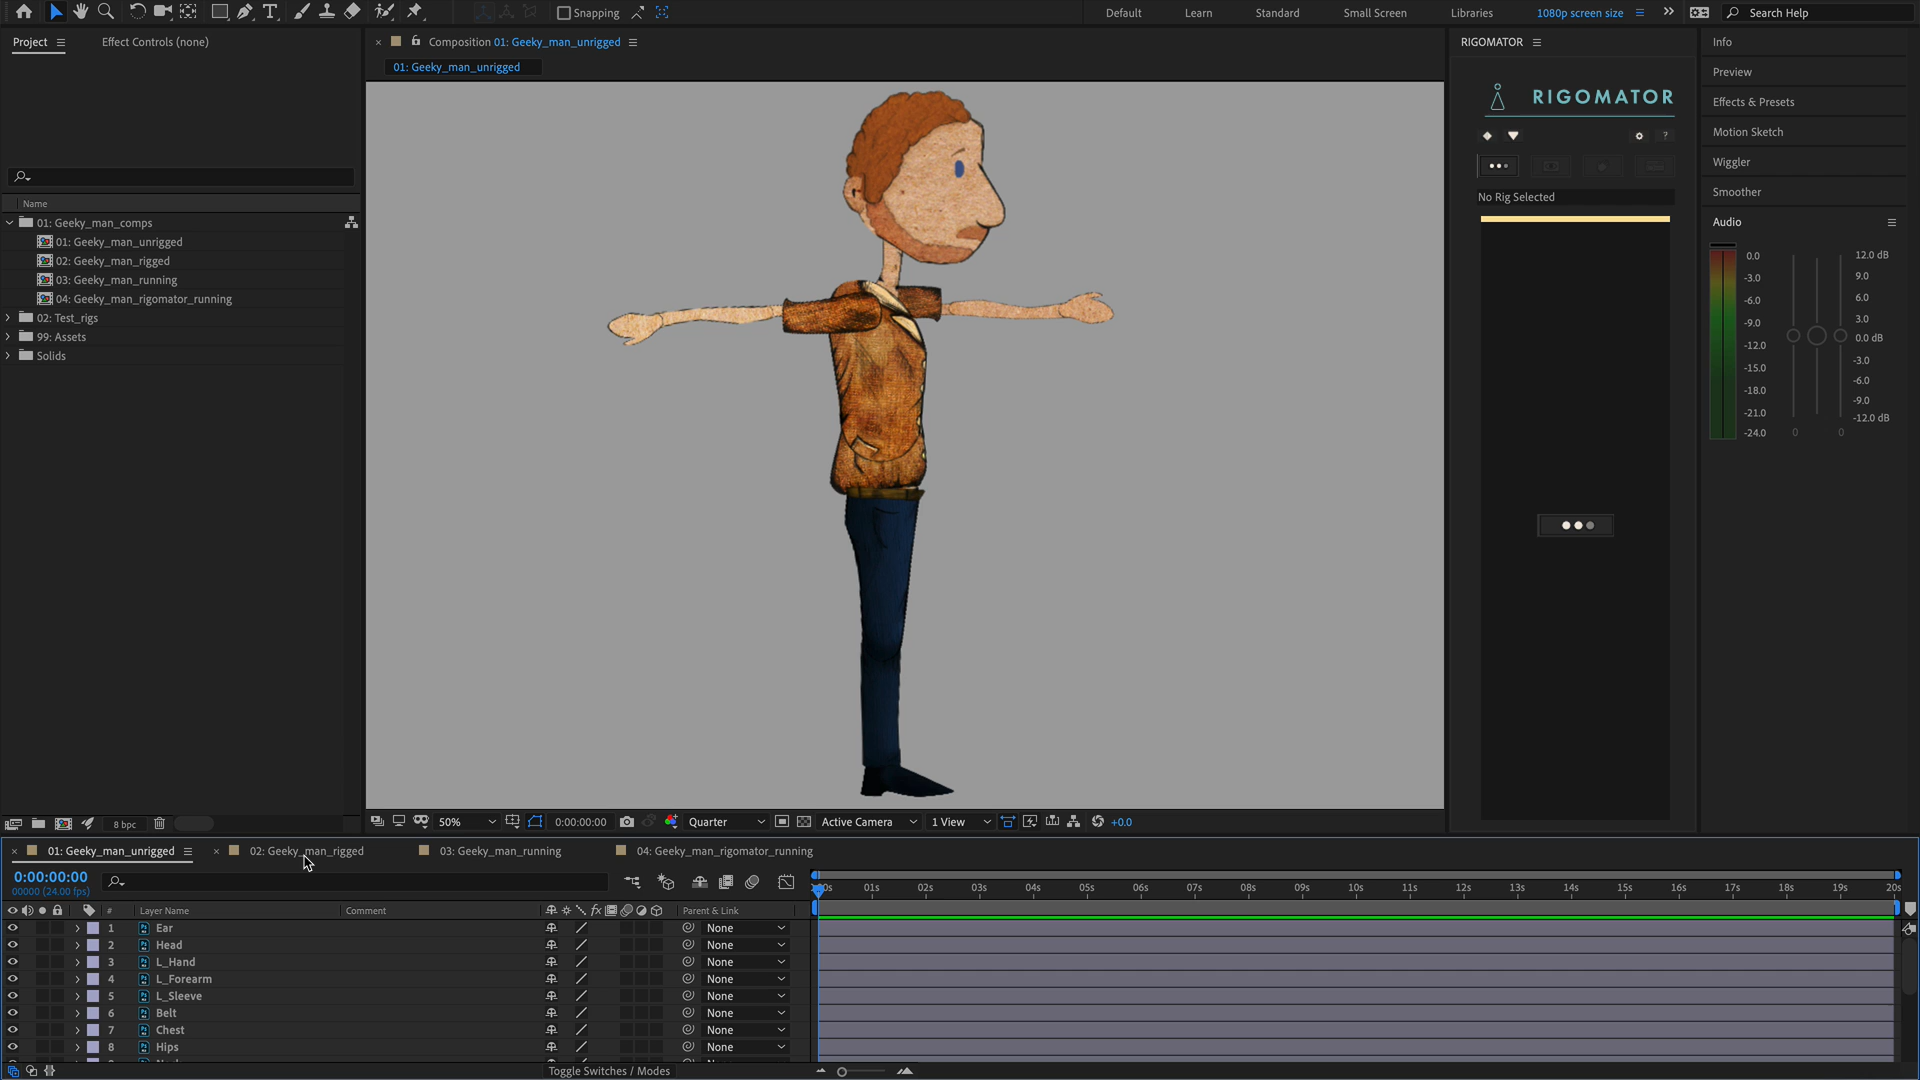 Snapping
Default
Learn
Standard
Small Screen
Libraries
1080p screen size
Search Help
Project
Effect Controls (none)
Composition 01: Geeky_man_unrigged
RIGOMATOR
Info
01: Geeky_man_unrigged
Preview
RIGOMATOR
Effects & Presets
Motion Sketch
?
Wiggler
Name
Smoother
No Rig Selected
01: Geeky_man_comps
01: Geeky_man_unrigged
02: Geeky_man_rigged
03: Geeky_man_running
04: Geeky_man_rigomator_running
02: Test_rigs
99: Assets
Solids
Audio
0.0
-3.0
-6.0
-9.0
-12.0
-15.0
-18.0
-21.0
-24.0
12.0 dB
9.0
6.0
3.0
0.0 dB
-3.0
-6.0
-9.0
-12.0 dB
0
0
8 bpc
50%
0:00:00:00
Quarter
Active Camera
1 View
+0.0
01: Geeky_man_unrigged
02: Geeky_man_rigged
03: Geeky_man_running
04: Geeky_man_rigomator_running
0:00:00:00
00000 (24.00 fps)
01s 02s 03s 04s 05s 06s 07s 08s 09s 10s 11s 12s 13s 14s 15s 16s 17s 18s 19s 20s
# Layer Name Comment fx Parent & Link
1 Ear None
2 Head None
3 L_Hand None
4 L_Forearm None
5 L_Sleeve None
6 Belt None
7 Chest None
8 Hips None
Toggle Switches / Modes